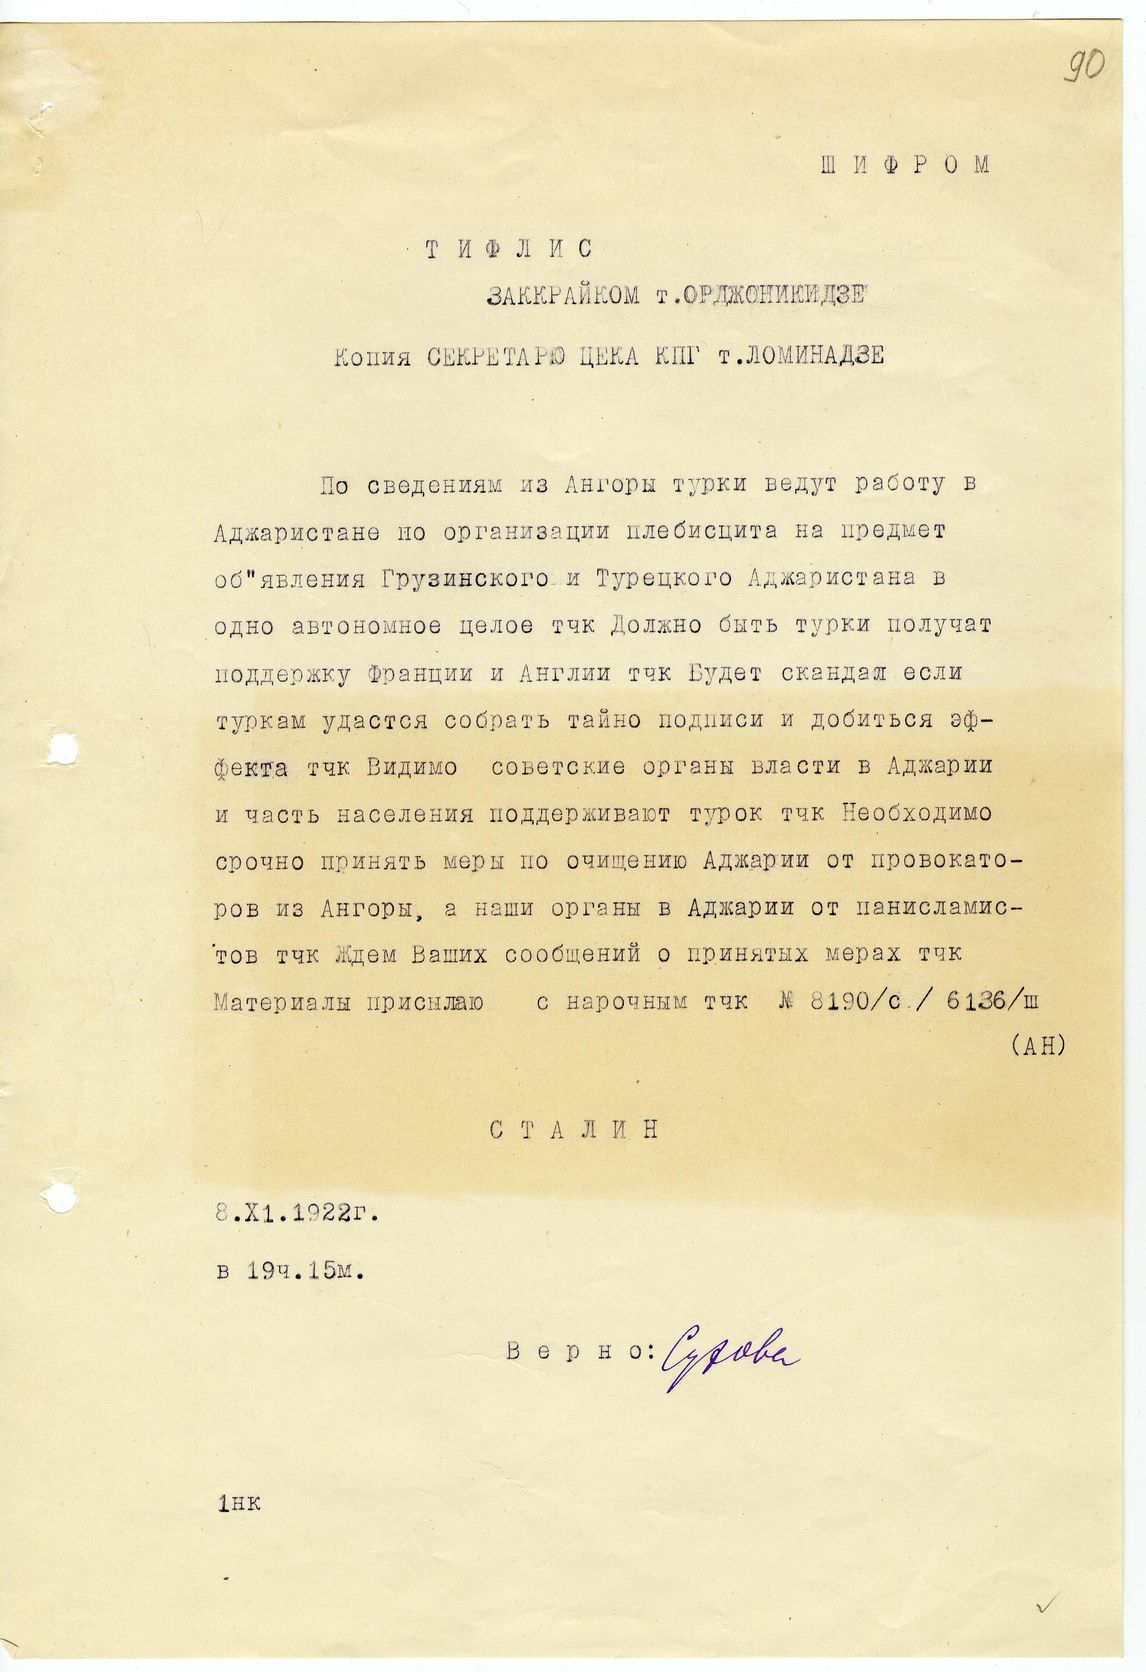 90
ШИФРОМ
ТИФЛИС
ЗАККРАЙКОМ т.ОРДЖОНИКИДЗЕ
Копия СЕКРЕТАРЮ ЦЕКА КПГ т.ЛОМИНАДЗЕ
По сведениям из Ангоры турки ведут работу в
Аджаристане по организации плебисцита на предмет
об"явления Грузинского и Турецкого Аджаристана в
одно автономное целое тчк Должно быть турки получат
поддержку Франции и Англии тчк Будет скандал если
туркам удастся собрать тайно подписи и добиться эф-
фекта тчк Видимо советские органы власти в Аджарии
и часть населения поддерживают турок тчк Необходимо
срочно принять меры по очищению Аджарии от провокато-
ров из Ангоры, а наши органы в Аджарии от панисламис-
тов тчк Ждем Ваших сообщений о принятых мерах тчк
Материалы присылаю с нарочным тчк № 8190/с / 6136/ш
(АН)
СТАЛИН
8.X1.1922г.
в 19ч.15м.
Верно:
1нк